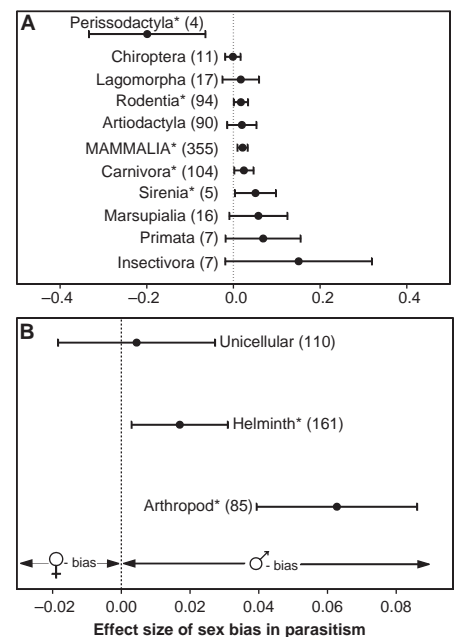 A
Perissodactyla* (4)
Chiroptera (11)
Lagomorpha (17)
Rodentia* (94)
Artiodactyla (90)
MAMMALIA* (355)
Carnivora* (104)
Sirenia* (5)
Marsupialia (16)
Primata (7)
Insectivora (7)
–0.4 –0.2 0.0 0.2 0.4
B
Unicellular (110)
Helminth* (161)
Arthropod* (85)
♀- bias ♂- bias
–0.02 0.00 0.02 0.04 0.06 0.08
Effect size of sex bias in parasitism